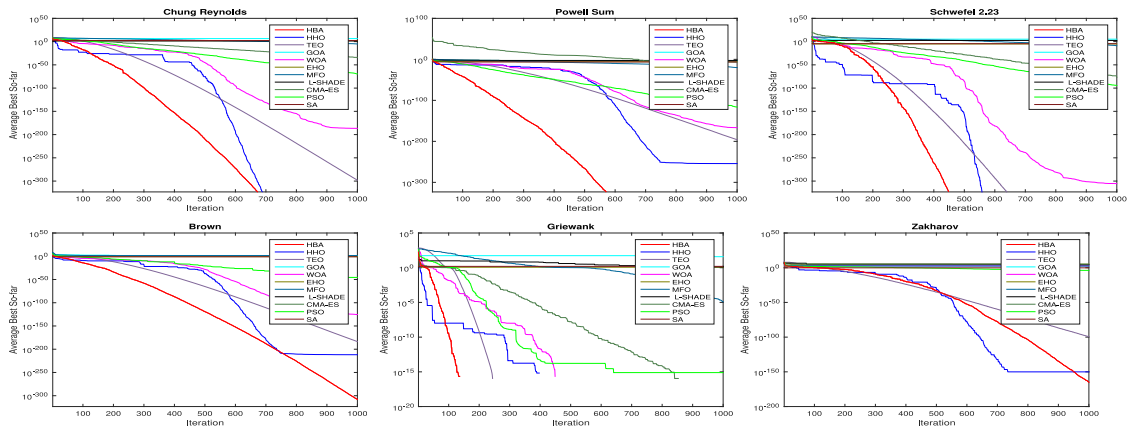 Chung Reynolds
Average Best So-far
10^50
10^0
10^-50
10^-100
10^-150
10^-200
10^-250
10^-300
HBA
HHO
TEO
GOA
WOA
EHO
MFO
L-SHADE
CMA-ES
PSO
SA
100 200 300 400 500 600 700 800 900 1000
Iteration
Powell Sum
Average Best So-far
10^100
10^0
10^-100
10^-200
10^-300
HBA
HHO
TEO
GOA
WOA
EHO
MFO
L-SHADE
CMA-ES
PSO
SA
100 200 300 400 500 600 700 800 900 1000
Iteration
Schwefel 2.23
Average Best So-far
10^50
10^0
10^-50
10^-100
10^-150
10^-200
10^-250
10^-300
HBA
HHO
TEO
GOA
WOA
EHO
MFO
L-SHADE
CMA-ES
PSO
SA
100 200 300 400 500 600 700 800 900 1000
Iteration
Brown
Average Best So-far
10^50
10^0
10^-50
10^-100
10^-150
10^-200
10^-250
10^-300
HBA
HHO
TEO
GOA
WOA
EHO
MFO
L-SHADE
CMA-ES
PSO
SA
100 200 300 400 500 600 700 800 900 1000
Iteration
Griewank
Average Best So-far
10^5
10^0
10^-5
10^-10
10^-15
10^-20
HBA
HHO
TEO
GOA
WOA
EHO
MFO
L-SHADE
CMA-ES
PSO
SA
100 200 300 400 500 600 700 800 900 1000
Iteration
Zakharov
Average Best So-far
10^50
10^0
10^-50
10^-100
10^-150
10^-200
HBA
HHO
TEO
GOA
WOA
EHO
MFO
L-SHADE
CMA-ES
PSO
SA
100 200 300 400 500 600 700 800 900 1000
Iteration